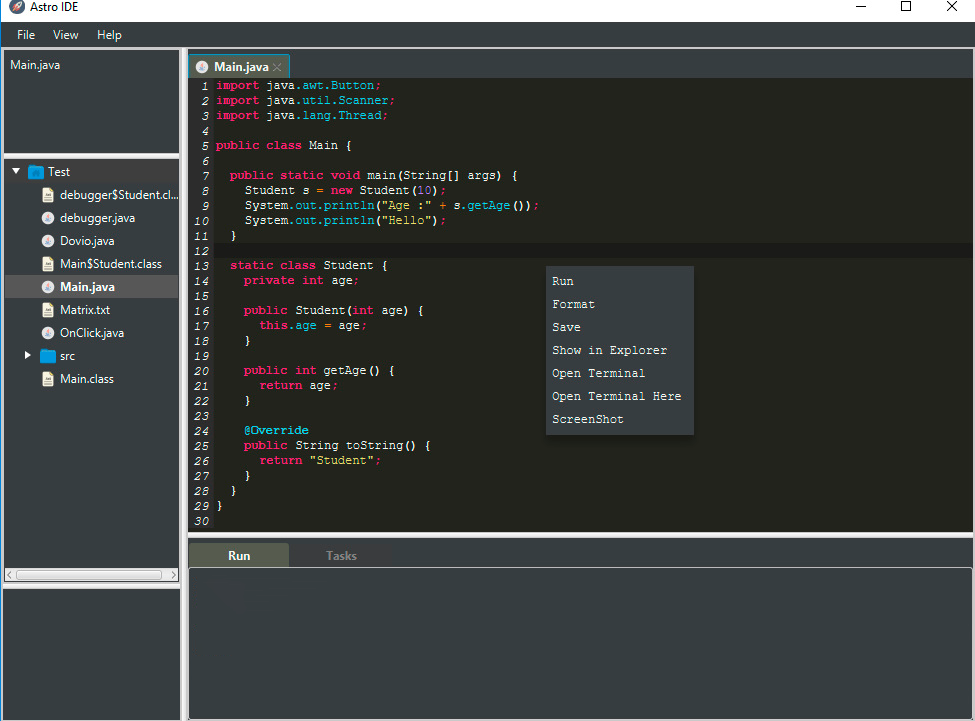 Astro IDE
File View Help
Main.java
Test
debugger$Student.cl...
debugger.java
Dovio.java
Main$Student.class
Main.java
Matrix.txt
OnClick.java
src
Main.class
Main.java
1 import java.awt.Button;
2 import java.util.Scanner;
3 import java.lang.Thread;
4
5 public class Main {
6
7 public static void main(String[] args) {
8 Student s = new Student(10);
9 System.out.println("Age :" + s.getAge());
10 System.out.println("Hello");
11 }
12
13 static class Student {
14 private int age;
15
16 public Student(int age) {
17 this.age = age;
18 }
19
20 public int getAge() {
21 return age;
22 }
23
24 @Override
25 public String toString() {
26 return "Student";
27 }
28 }
29 }
30
Run
Format
Save
Show in Explorer
Open Terminal
Open Terminal Here
ScreenShot
Run Tasks